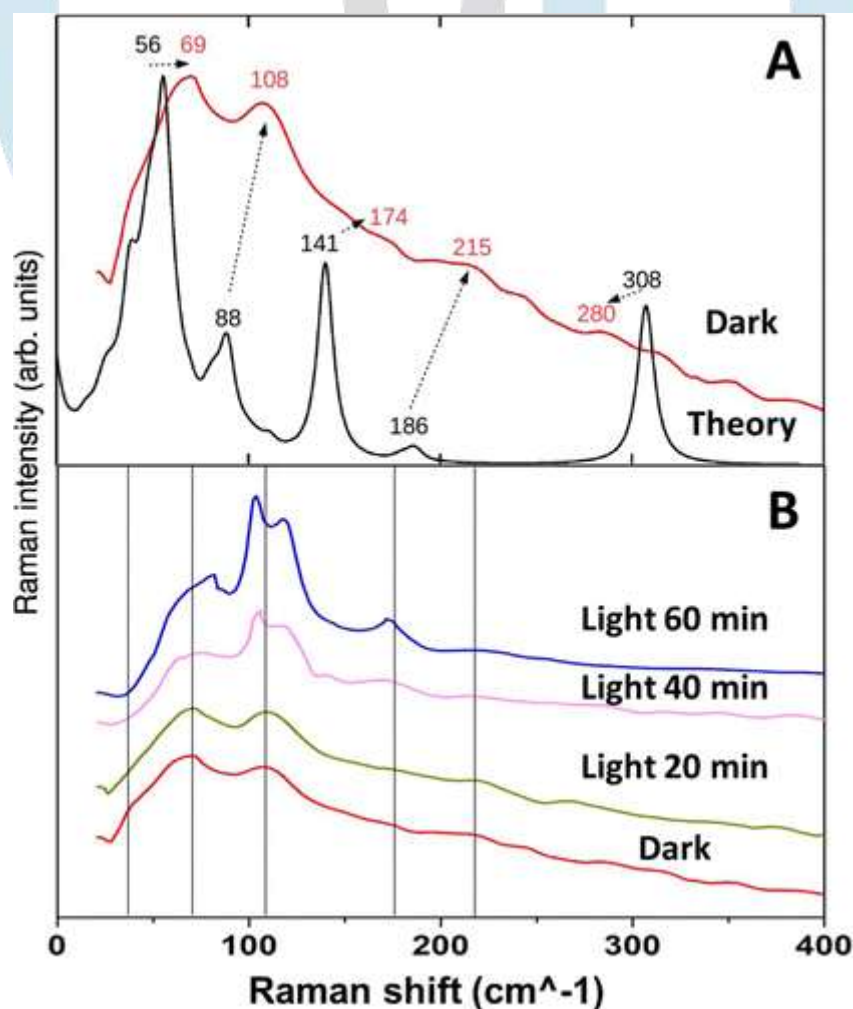 A
56 69
108
174
141
215
308
280
88
Dark
186
Theory
Raman intensity (arb. units)
B
Light 60 min
Light 40 min
Light 20 min
Dark
0 100 200 300 400
Raman shift (cm^-1)